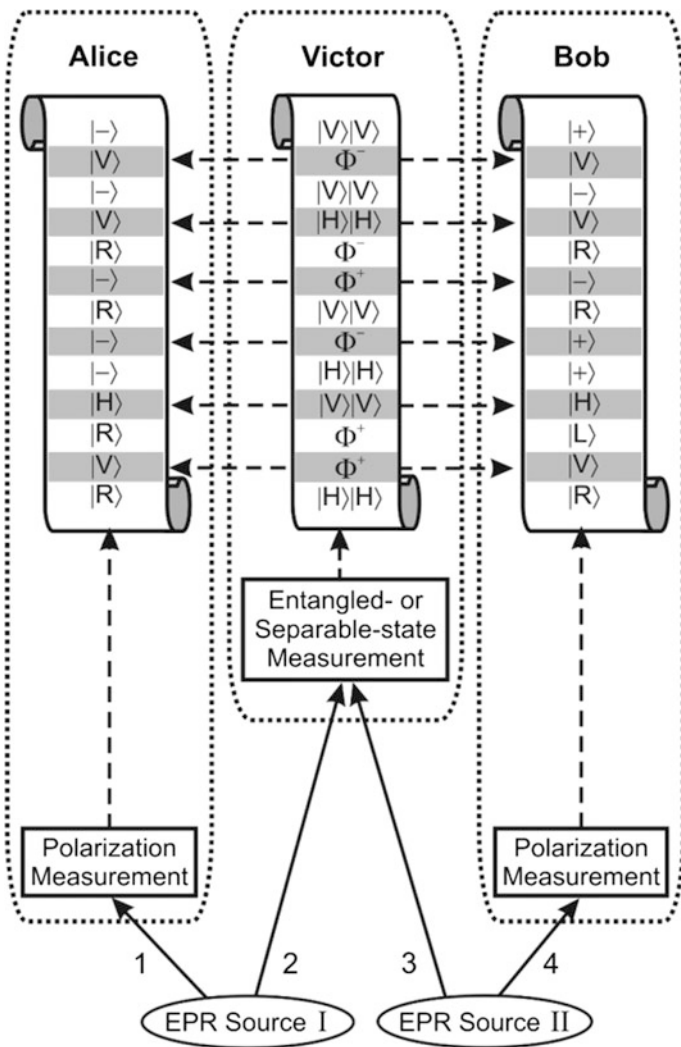 Alice Victor Bob
|−⟩ |V⟩|V⟩ |+⟩
|V⟩ Φ⁻ |V⟩
|−⟩ |V⟩|V⟩ |−⟩
|V⟩ |H⟩|H⟩ |V⟩
|R⟩ Φ⁻ |R⟩
|−⟩ Φ⁺ |−⟩
|R⟩ |V⟩|V⟩ |R⟩
|−⟩ Φ⁻ |+⟩
|−⟩ |H⟩|H⟩ |+⟩
|H⟩ |V⟩|V⟩ |H⟩
|R⟩ Φ⁺ |L⟩
|V⟩ Φ⁺ |V⟩
|R⟩ |H⟩|H⟩ |R⟩
Entangled- or
Separable-state
Measurement
Polarization
Measurement
Polarization
Measurement
1 2 3 4
EPR Source I
EPR Source II